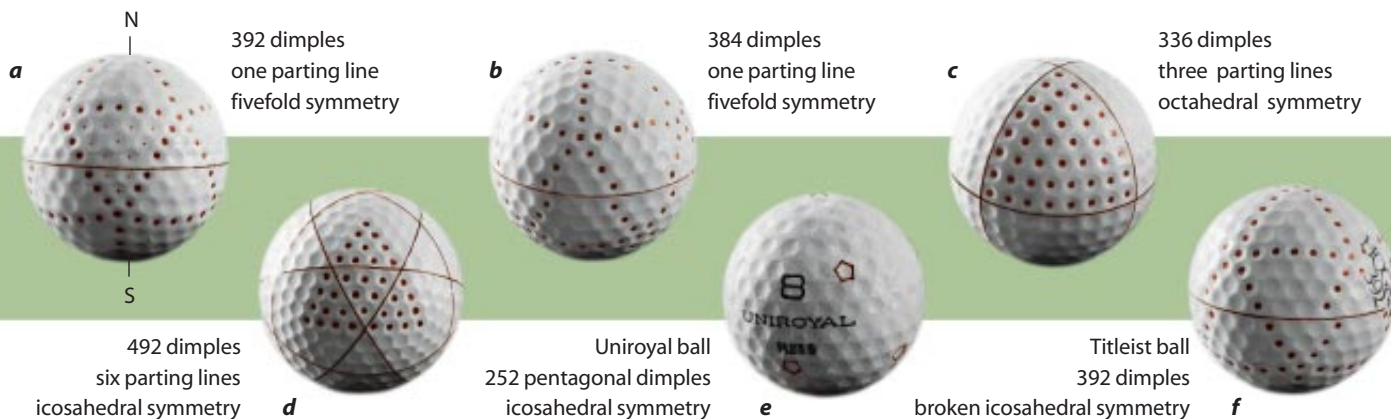 N
a
392 dimples
one parting line
fivefold symmetry
b
384 dimples
one parting line
fivefold symmetry
c
336 dimples
three parting lines
octahedral symmetry
S
492 dimples
six parting lines
icosahedral symmetry
d
Uniroyal ball
252 pentagonal dimples
icosahedral symmetry
8
UNIROYAL
e
Titleist ball
392 dimples
broken icosahedral symmetry
f